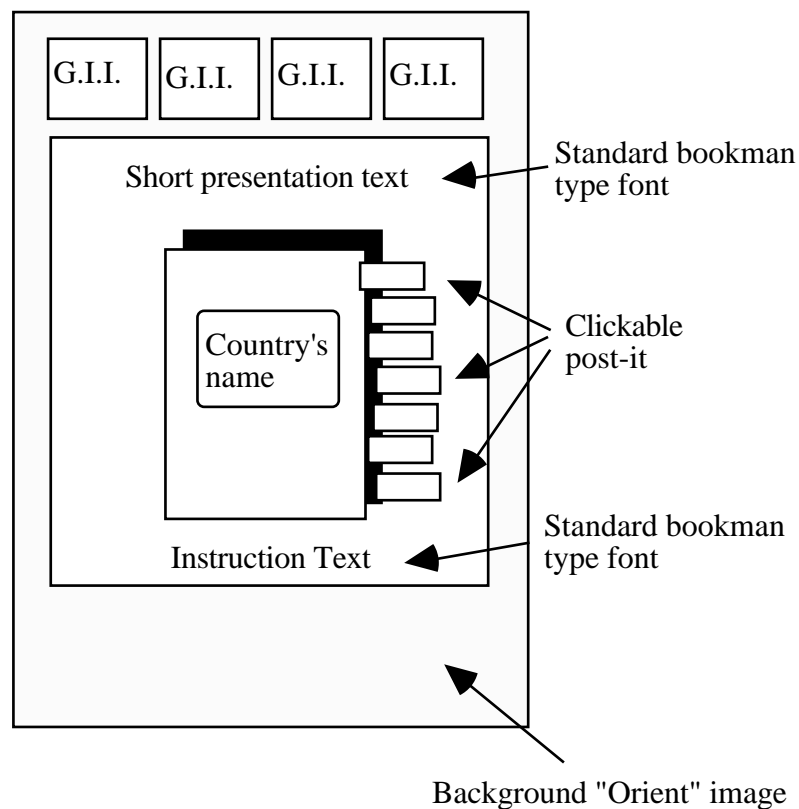 G.I.I. G.I.I. G.I.I. G.I.I.
Short presentation text
Standard bookman
type font
Country's
name
Clickable
post-it
Instruction Text
Standard bookman
type font
Background "Orient" image